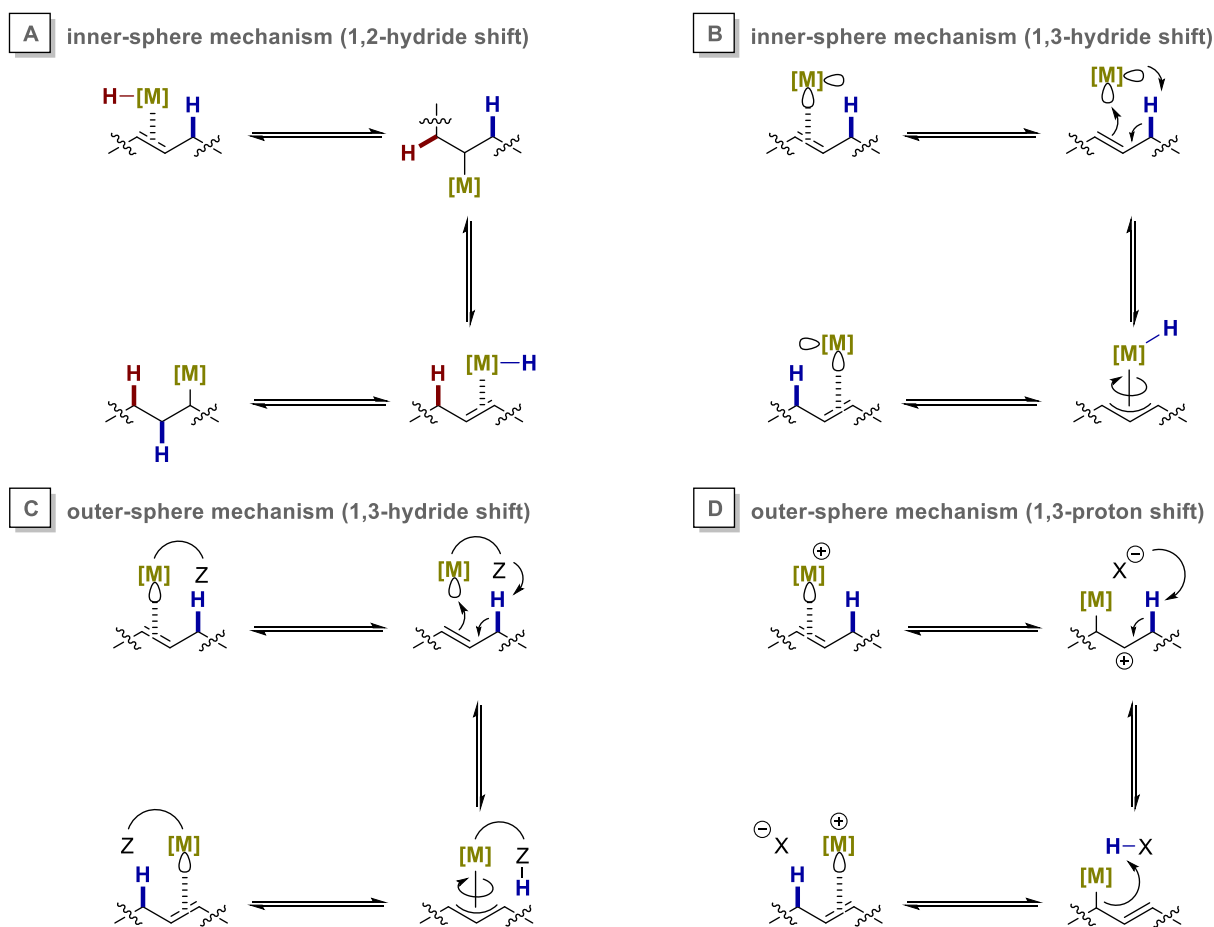 A inner-sphere mechanism (1,2-hydride shift)
H [M] H
H H
[M]
H [M]
H
H [M] H
B inner-sphere mechanism (1,3-hydride shift)
[M] H
[M] H
H [M]
[M] H
C outer-sphere mechanism (1,3-hydride shift)
[M] Z
H
[M] Z
H
Z [M]
H
[M] Z
H
D outer-sphere mechanism (1,3-proton shift)
+
[M]
H
X −
[M] H
+
− X + [M]
H
H–X
[M]